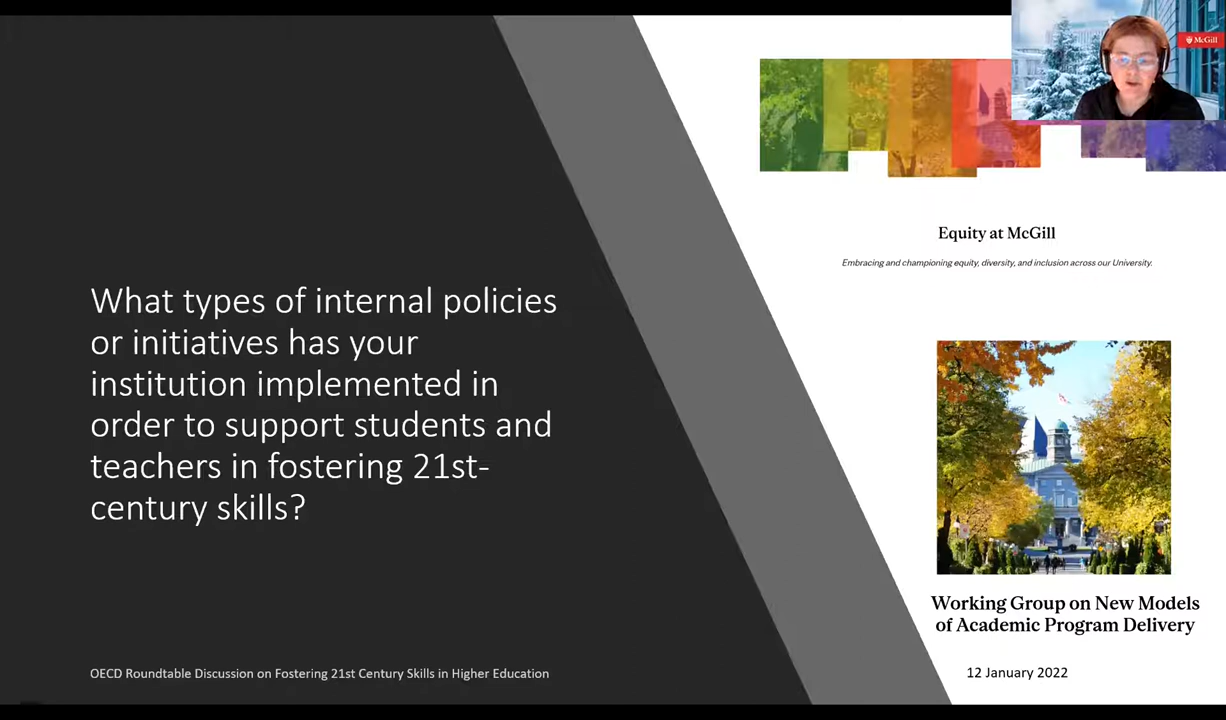 McGill
Equity at McGill
Embracing and championing equity, diversity, and inclusion across our University.
What types of internal policies
or initiatives has your
institution implemented in
order to support students and
teachers in fostering 21st-
century skills?
Working Group on New Models
of Academic Program Delivery
OECD Roundtable Discussion on Fostering 21st Century Skills in Higher Education
12 January 2022